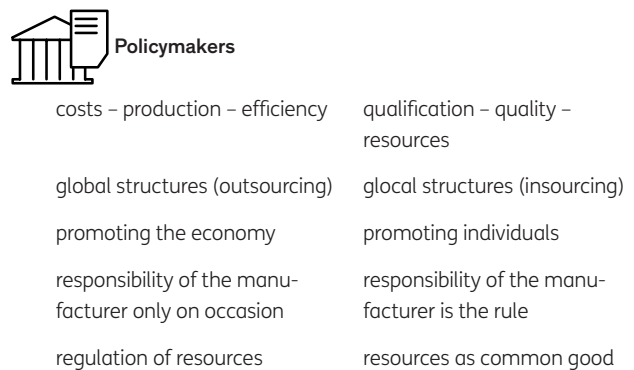 Policymakers
costs – production – efficiency
qualification – quality –
resources
global structures (outsourcing)
glocal structures (insourcing)
promoting the economy
promoting individuals
responsibility of the manu-
facturer only on occasion
responsibility of the manu-
facturer is the rule
regulation of resources
resources as common good